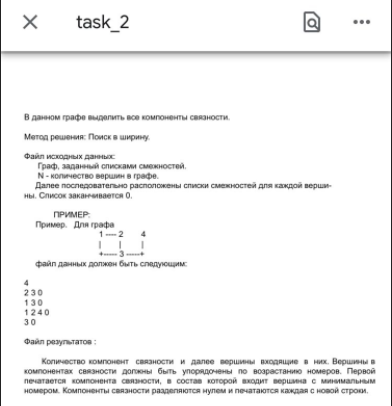 task_2
В данном графе выделить все компоненты связности.
Метод решения: Поиск в ширину.
Файл исходных данных:
Граф, заданный списками смежностей.
N - количество вершин в графе.
Далее последовательно расположены списки смежностей для каждой верши-
ны. Список заканчивается 0.
ПРИМЕР:
Пример. Для графа
1 ---- 2 4
| | |
+----- 3 -----+
файл данных должен быть следующим:
4
2 3 0
1 3 0
1 2 4 0
3 0
Файл результатов :
Количество компонент связности и далее вершины входящие в них. Вершины в
компонентах связности должны быть упорядочены по возрастанию номеров. Первой
печатается компонента связности, в состав которой входит вершина с минимальным
номером. Компоненты связности разделяются нулем и печатаются каждая с новой строки.